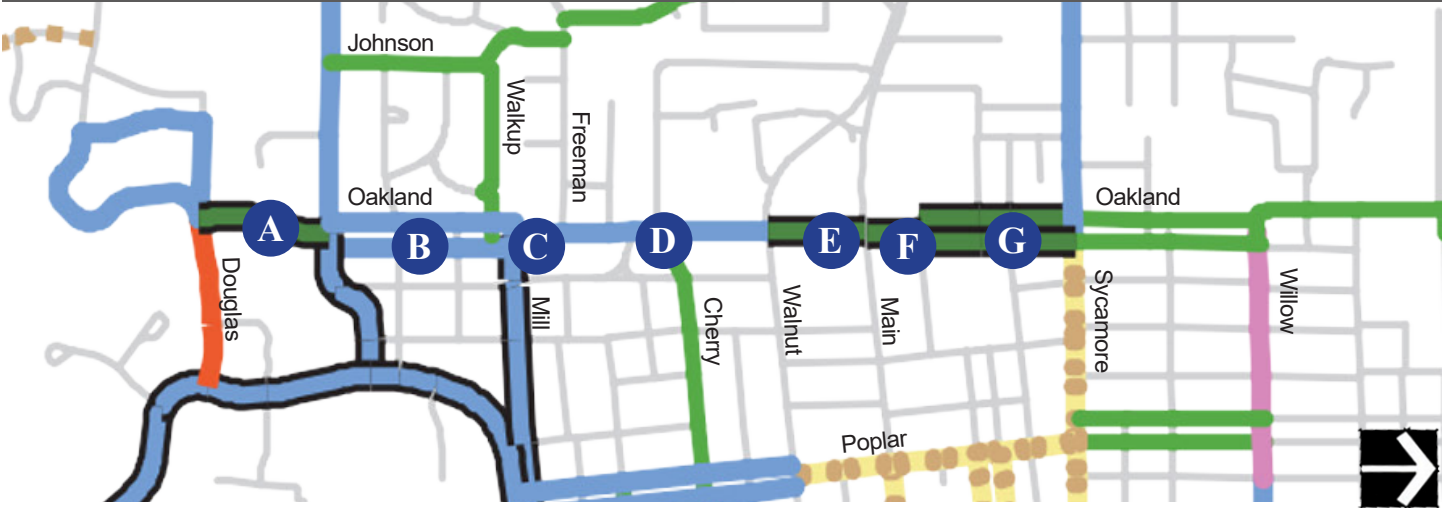 Johnson
Walkup
Freeman
Oakland
Oakland
A
B
C
D
E
F
G
Douglas
Mill
Cherry
Walnut
Main
Sycamore
Willow
Poplar